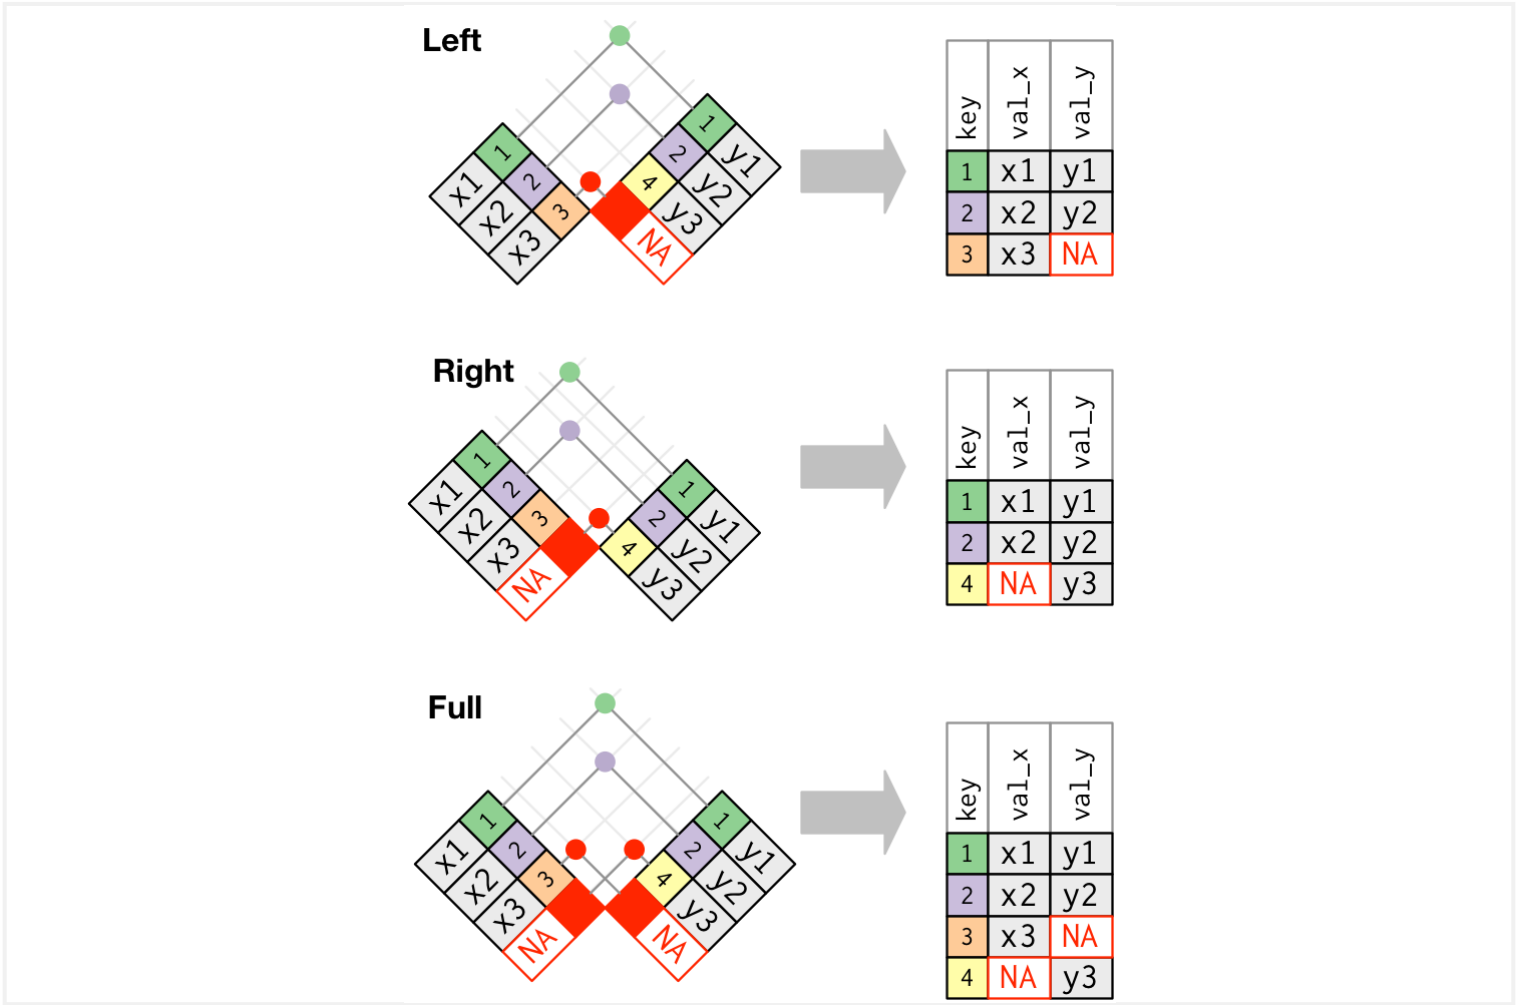 Left
1 x1
2 x2
3 x3
1 y1
2 y2
4 y3
NA
key val_x val_y
1 x1 y1
2 x2 y2
3 x3 NA
Right
1 x1
2 x2
3 x3
NA
1 y1
2 y2
4 y3
key val_x val_y
1 x1 y1
2 x2 y2
4 NA y3
Full
1 x1
2 x2
3 x3
NA
1 y1
2 y2
4 y3
NA
key val_x val_y
1 x1 y1
2 x2 y2
3 x3 NA
4 NA y3